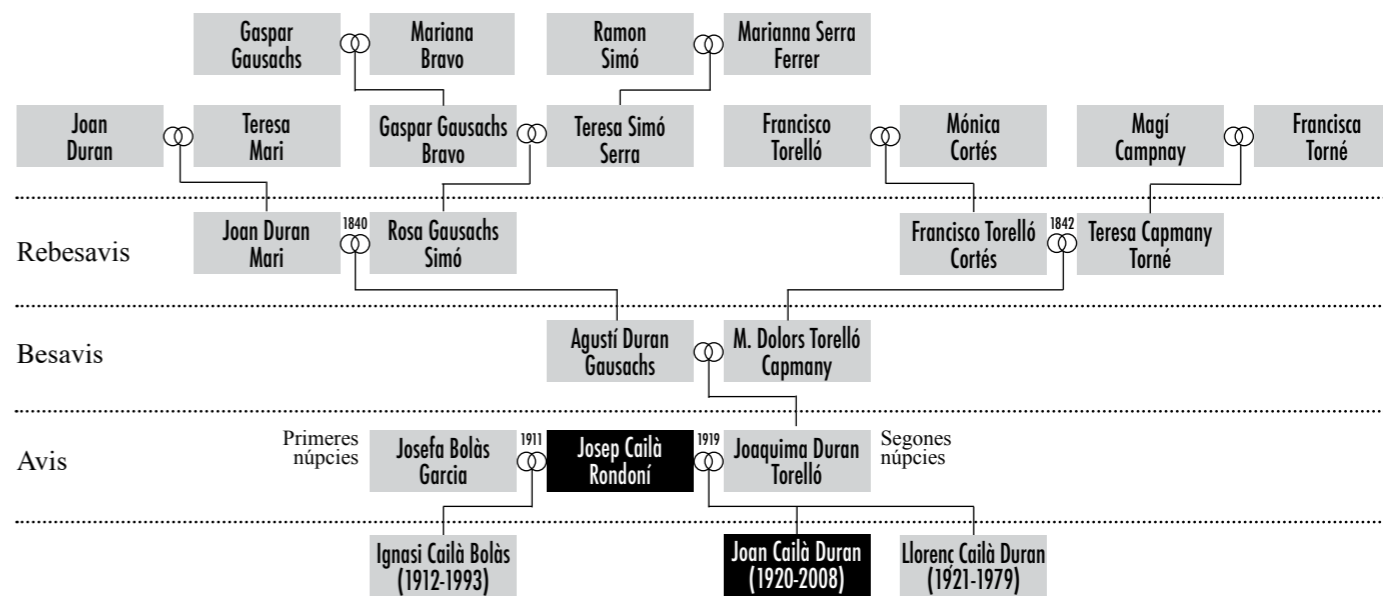 Gaspar
Gausachs
Mariana
Bravo
Ramon
Simó
Marianna Serra
Ferrer
Joan
Duran
Teresa
Mari
Gaspar Gausachs
Bravo
Teresa Simó
Serra
Francisco
Torelló
Mónica
Cortés
Magí
Campnay
Francisca
Torné
Rebesavis
Joan Duran
Mari
1840
Rosa Gausachs
Simó
Francisco Torelló
Cortés
1842
Teresa Capmany
Torné
Besavis
Agustí Duran
Gausachs
M. Dolors Torelló
Capmany
Avis
Primeres
núpcies
Josefa Bolàs
Garcia
1911
Josep Cailà
Rondoní
1919
Joaquima Duran
Torelló
Segones
núpcies
Ignasi Cailà Bolàs
(1912-1993)
Joan Cailà Duran
(1920-2008)
Llorenç Cailà Duran
(1921-1979)